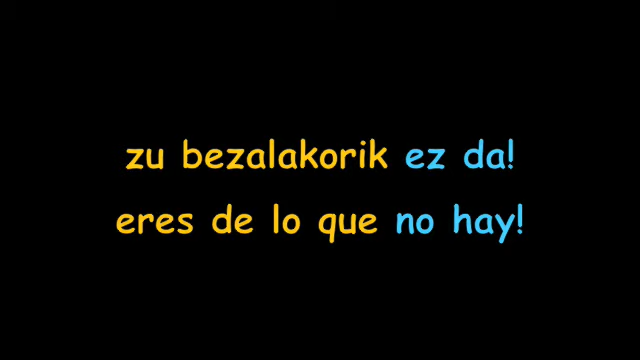 zu bezalakorik ez da!
eres de lo que no hay!